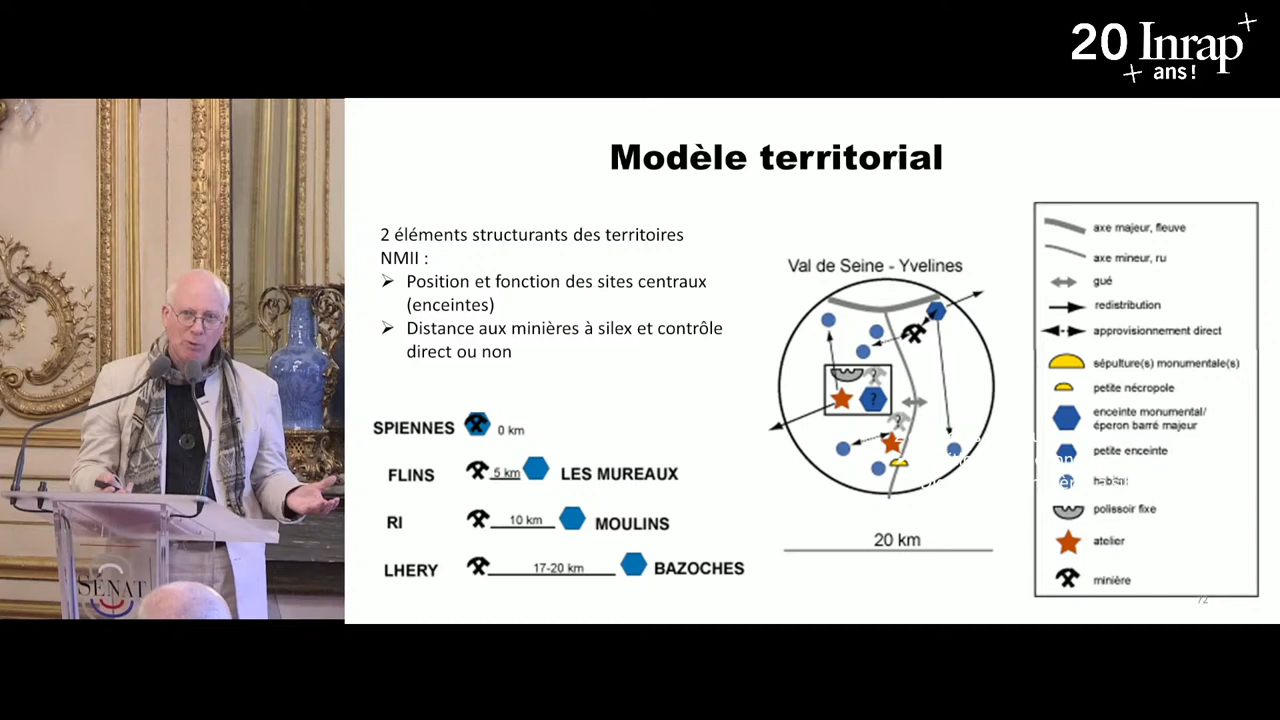 20 Inrap
ans !
Modèle territorial
2 éléments structurants des territoires
NMII :
Position et fonction des sites centraux
(enceintes)
Distance aux minières à silex et contrôle
direct ou non
SPIENNES 0 km
FLINS 5 km LES MUREAUX
RI 10 km MOULINS
LHERY 17-20 km BAZOCHES
Val de Seine - Yvelines
?
?
?
20 km
axe majeur, fleuve
axe mineur, ru
gué
redistribution
approvisionnement direct
sépulture(s) monumentale(s)
petite nécropole
enceinte monumental/
éperon barré majeur
petite enceinte
habitat
polissoir fixe
atelier
minière
72
SÉNAT